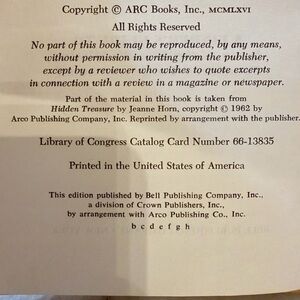 Copyright © ARC Books, Inc., MCMLXVI
All Rights Reserved
No part of this book may be reproduced, by any means,
without permission in writing from the publisher,
except by a reviewer who wishes to quote excerpts
in connection with a review in a magazine or newspaper.
Part of the material in this book is taken from
Hidden Treasure by Jeanne Horn, copyright © 1962 by
Arco Publishing Company, Inc. Reprinted by arrangement with the publisher.
Library of Congress Catalog Card Number 66-13835
Printed in the United States of America
This edition published by Bell Publishing Company, Inc.,
a division of Crown Publishers, Inc.,
by arrangement with Arco Publishing Co., Inc.
b c d e f g h